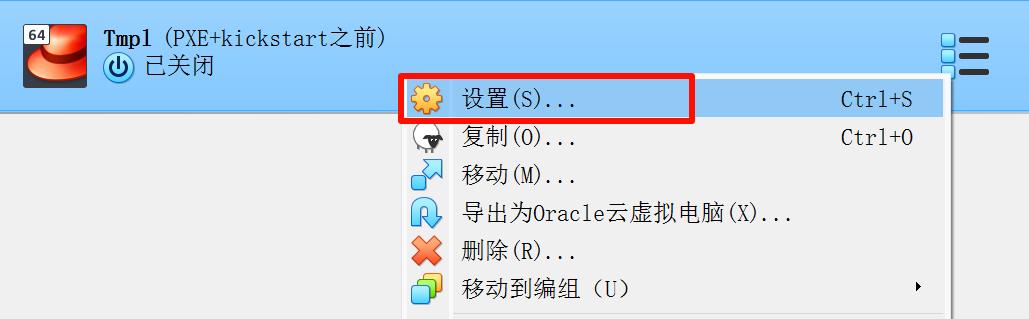 64
Tmpl (PXE+kickstart之前)
已关闭
设置(S)... Ctrl+S
复制(O)... Ctrl+O
移动(M)...
导出为Oracle云虚拟电脑(X)...
删除(R)...
移动到编组（U）